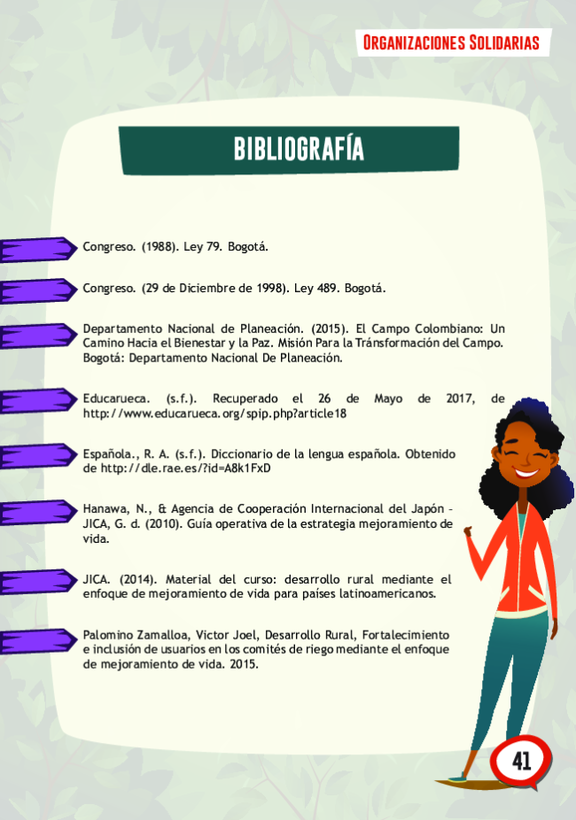 Organizaciones Solidarias
BIBLIOGRAFÍA
Congreso. (1988). Ley 79. Bogotá.
Congreso. (29 de Diciembre de 1998). Ley 489. Bogotá.
Departamento Nacional de Planeación. (2015). El Campo Colombiano: Un
Camino Hacia el Bienestar y la Paz. Misión Para la Tránsformación del Campo.
Bogotá: Departamento Nacional De Planeación.
Educarueca. (s.f.). Recuperado el 26 de Mayo de 2017, de
http://www.educarueca.org/spip.php?article18
Española., R. A. (s.f.). Diccionario de la lengua española. Obtenido
de http://dle.rae.es/?id=A8k1FxD
Hanawa, N., & Agencia de Cooperación Internacional del Japón -
JICA, G. d. (2010). Guía operativa de la estrategia mejoramiento de
vida.
JICA. (2014). Material del curso: desarrollo rural mediante el
enfoque de mejoramiento de vida para países latinoamericanos.
Palomino Zamalloa, Victor Joel, Desarrollo Rural, Fortalecimiento
e inclusión de usuarios en los comités de riego mediante el enfoque
de mejoramiento de vida. 2015.
41